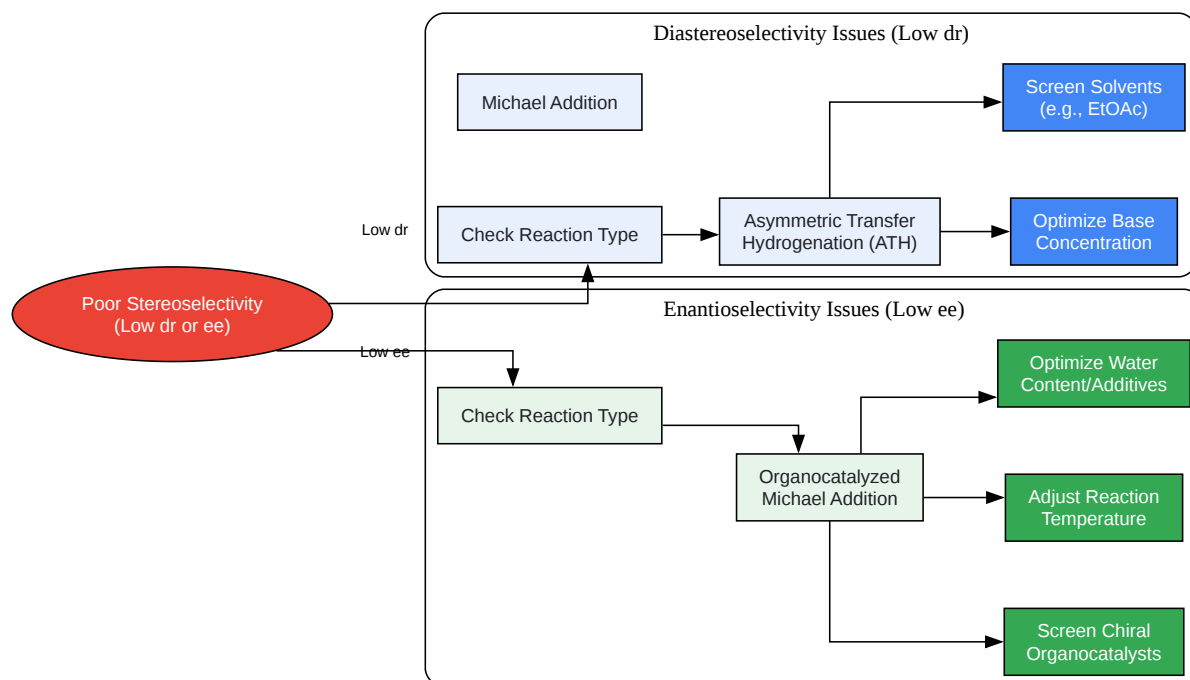 Diastereoselectivity Issues (Low dr)
Michael Addition
Screen Solvents
(e.g., EtOAc)
Low dr
Check Reaction Type
Asymmetric Transfer
Hydrogenation (ATH)
Optimize Base
Concentration
Poor Stereoselectivity
(Low dr or ee)
Enantioselectivity Issues (Low ee)
Low ee
Optimize Water
Content/Additives
Check Reaction Type
Organocatalyzed
Michael Addition
Adjust Reaction
Temperature
Screen Chiral
Organocatalysts